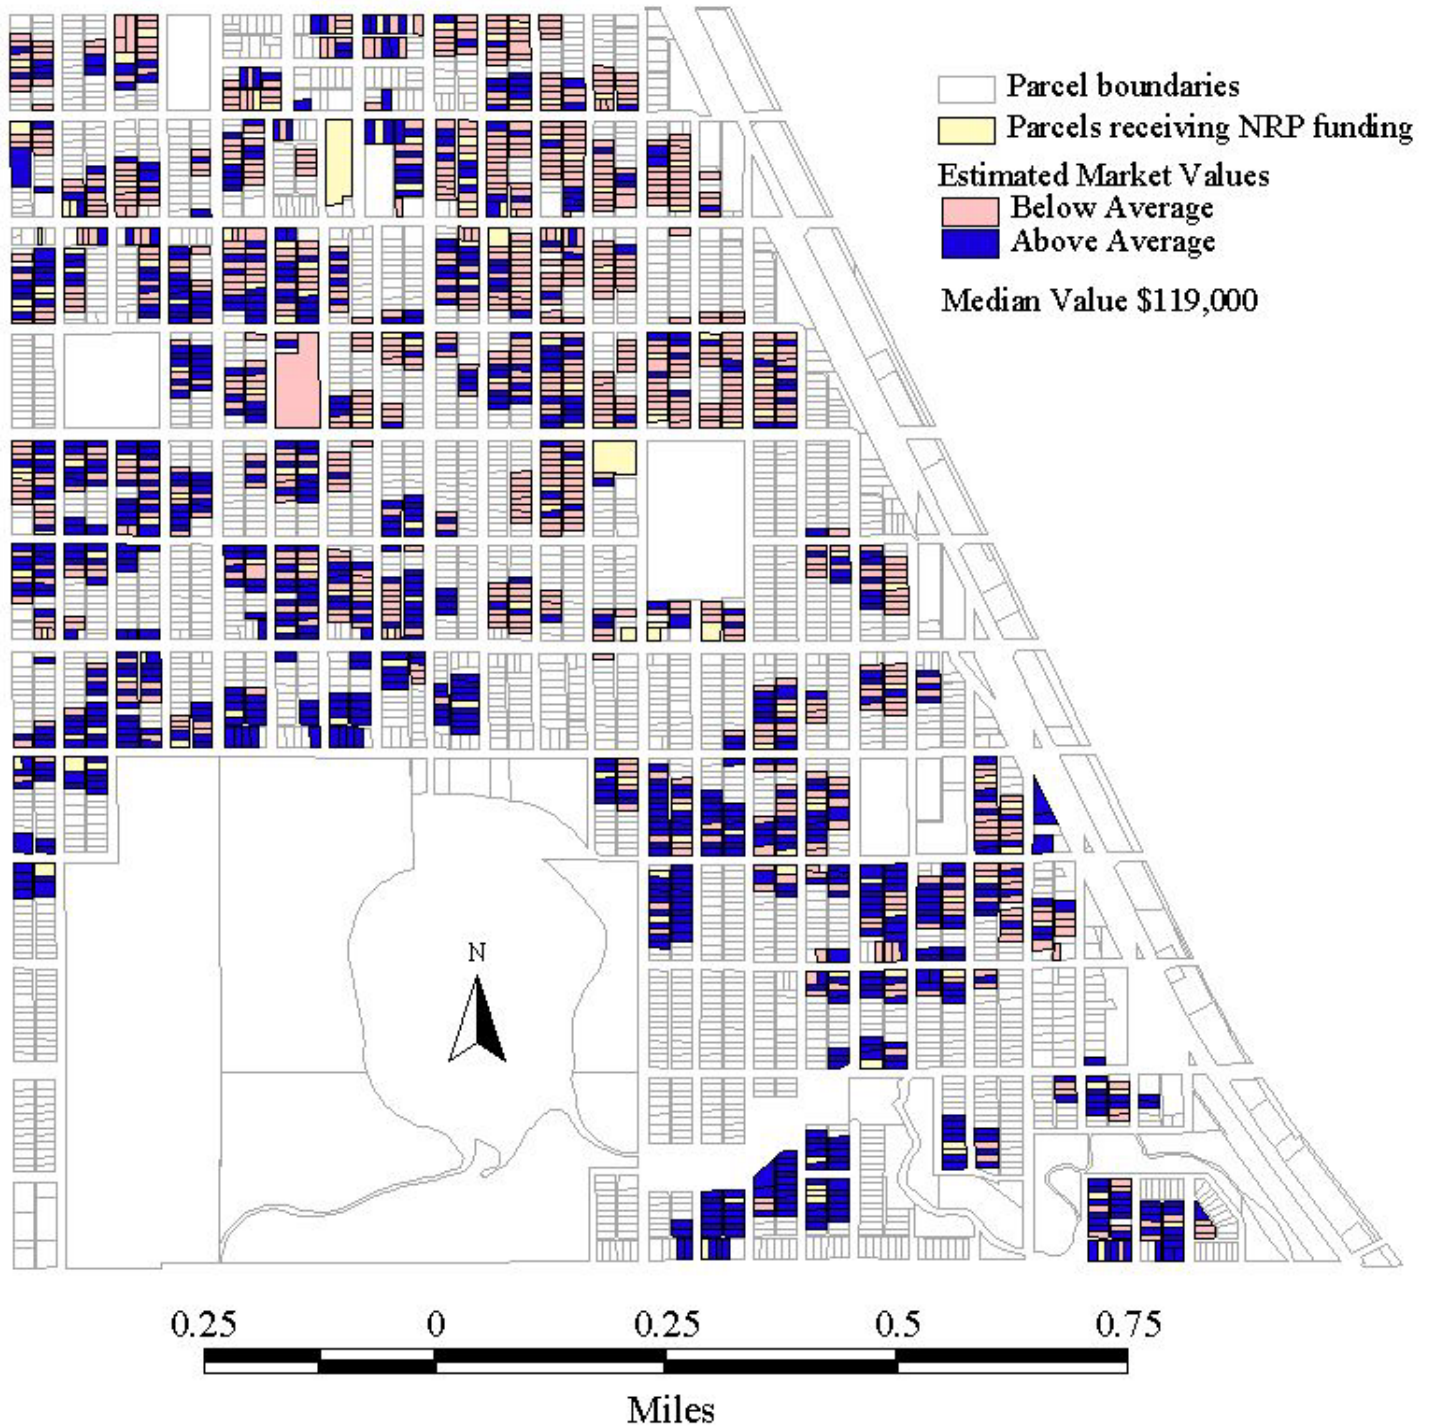 Parcel boundaries
Parcels receiving NRP funding
Estimated Market Values
Below Average
Above Average
Median Value $119,000
N
0.25 0 0.25 0.5 0.75
Miles